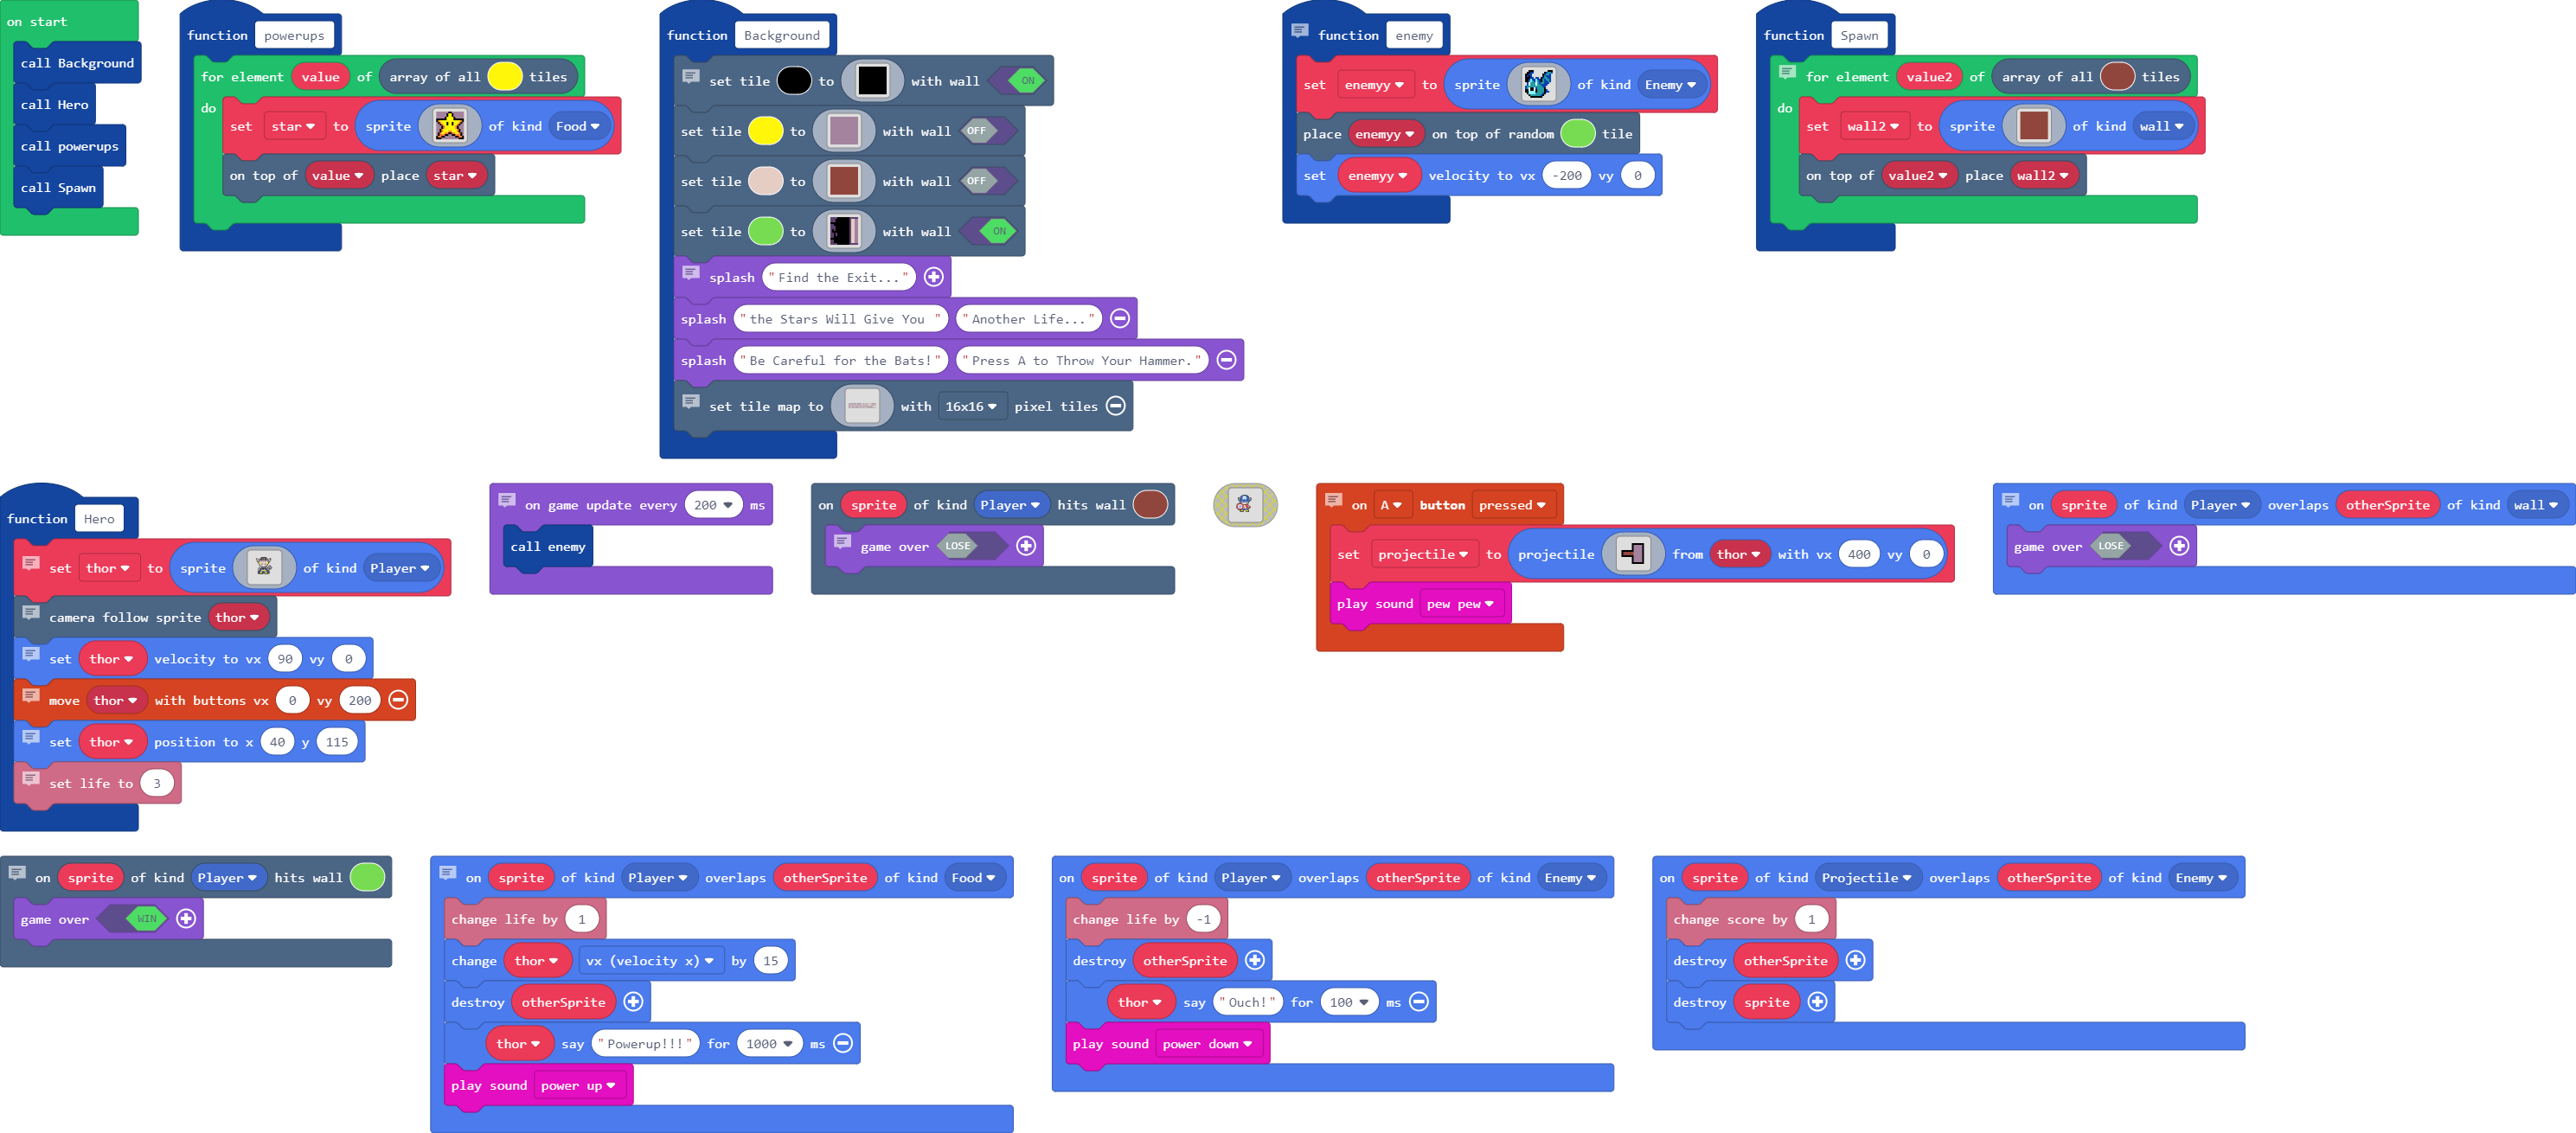 on start
call Background
call Hero
call powerups
call Spawn
function powerups
for element value of array of all tiles
do
set star to sprite of kind Food
on top of value place star
function Background
set tile to with wall ON
set tile to with wall OFF
set tile to with wall OFF
set tile to with wall ON
splash "Find the Exit..."
splash "the Stars Will Give You " "Another Life..."
splash "Be Careful for the Bats!" "Press A to Throw Your Hammer."
set tile map to with 16x16 pixel tiles
function enemy
set enemyy to sprite of kind Enemy
place enemyy on top of random tile
set enemyy velocity to vx -200 vy 0
function Spawn
for element value2 of array of all tiles
do
set wall2 to sprite of kind wall
on top of value2 place wall2
function Hero
set thor to sprite of kind Player
camera follow sprite thor
set thor velocity to vx 90 vy 0
move thor with buttons vx 0 vy 200
set thor position to x 40 y 115
set life to 3
on game update every 200 ms
call enemy
on sprite of kind Player hits wall
game over LOSE
on A button pressed
set projectile to projectile from thor with vx 400 vy 0
play sound pew pew
on sprite of kind Player overlaps otherSprite of kind wall
game over LOSE
on sprite of kind Player hits wall
game over WIN
on sprite of kind Player overlaps otherSprite of kind Food
change life by 1
change thor vx (velocity x) by 15
destroy otherSprite
thor say "Powerup!!!" for 1000 ms
play sound power up
on sprite of kind Player overlaps otherSprite of kind Enemy
change life by -1
destroy otherSprite
thor say "Ouch!" for 100 ms
play sound power down
on sprite of kind Projectile overlaps otherSprite of kind Enemy
change score by 1
destroy otherSprite
destroy sprite